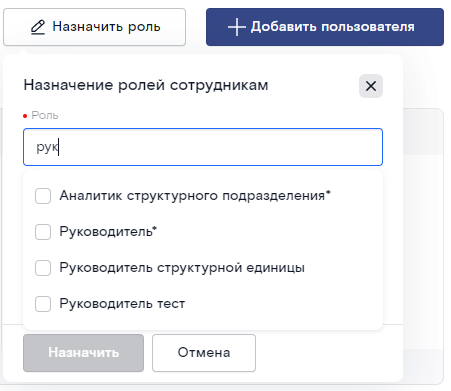 Назначить роль
Добавить пользователя
Назначение ролей сотрудникам
Роль
рук
Аналитик структурного подразделения*
Руководитель*
Руководитель структурной единицы
Руководитель тест
Назначить
Отмена